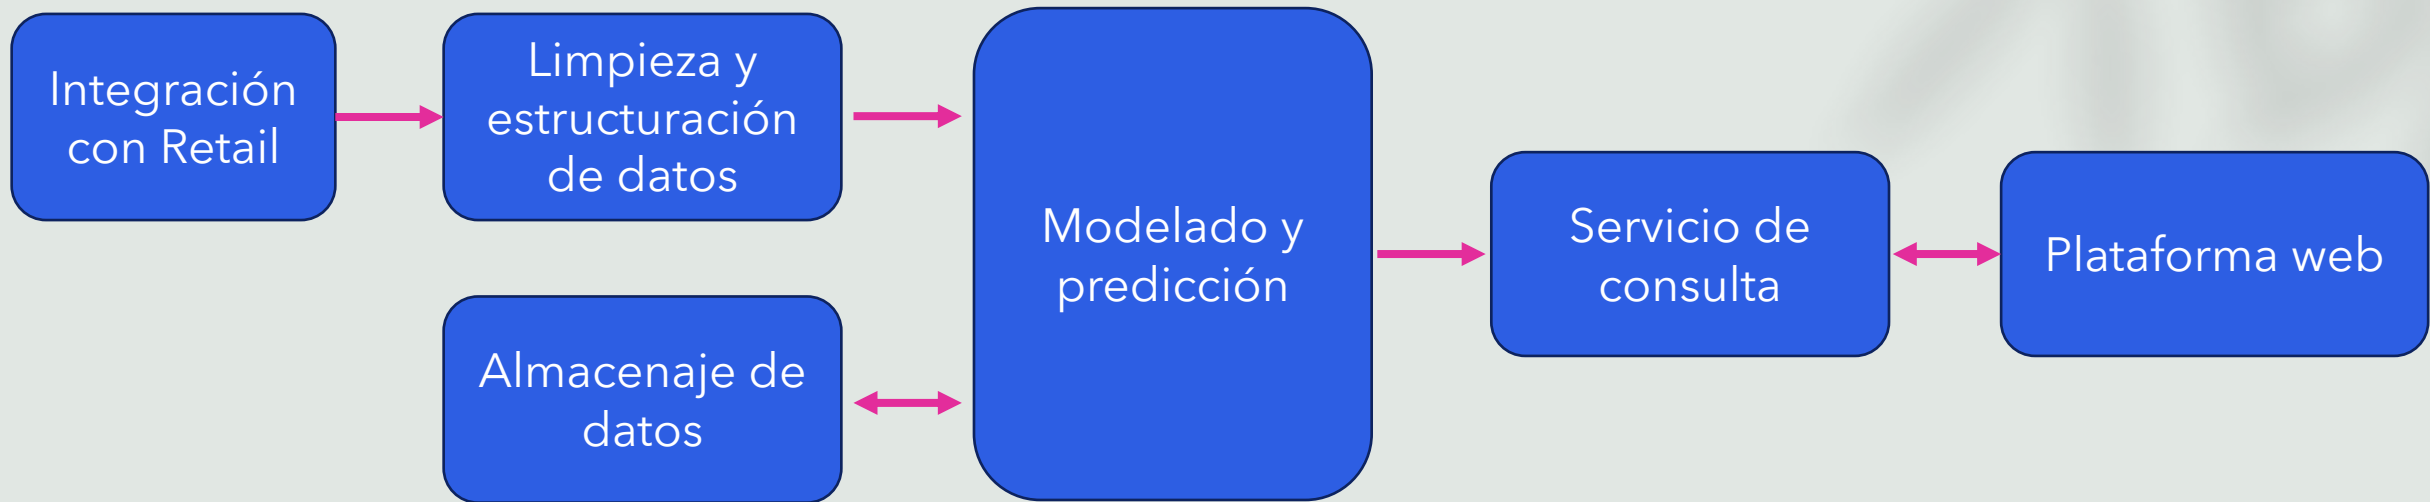 Integración
con Retail
Limpieza y
estructuración
de datos
Almacenaje de
datos
Modelado y
predicción
Servicio de
consulta
Plataforma web